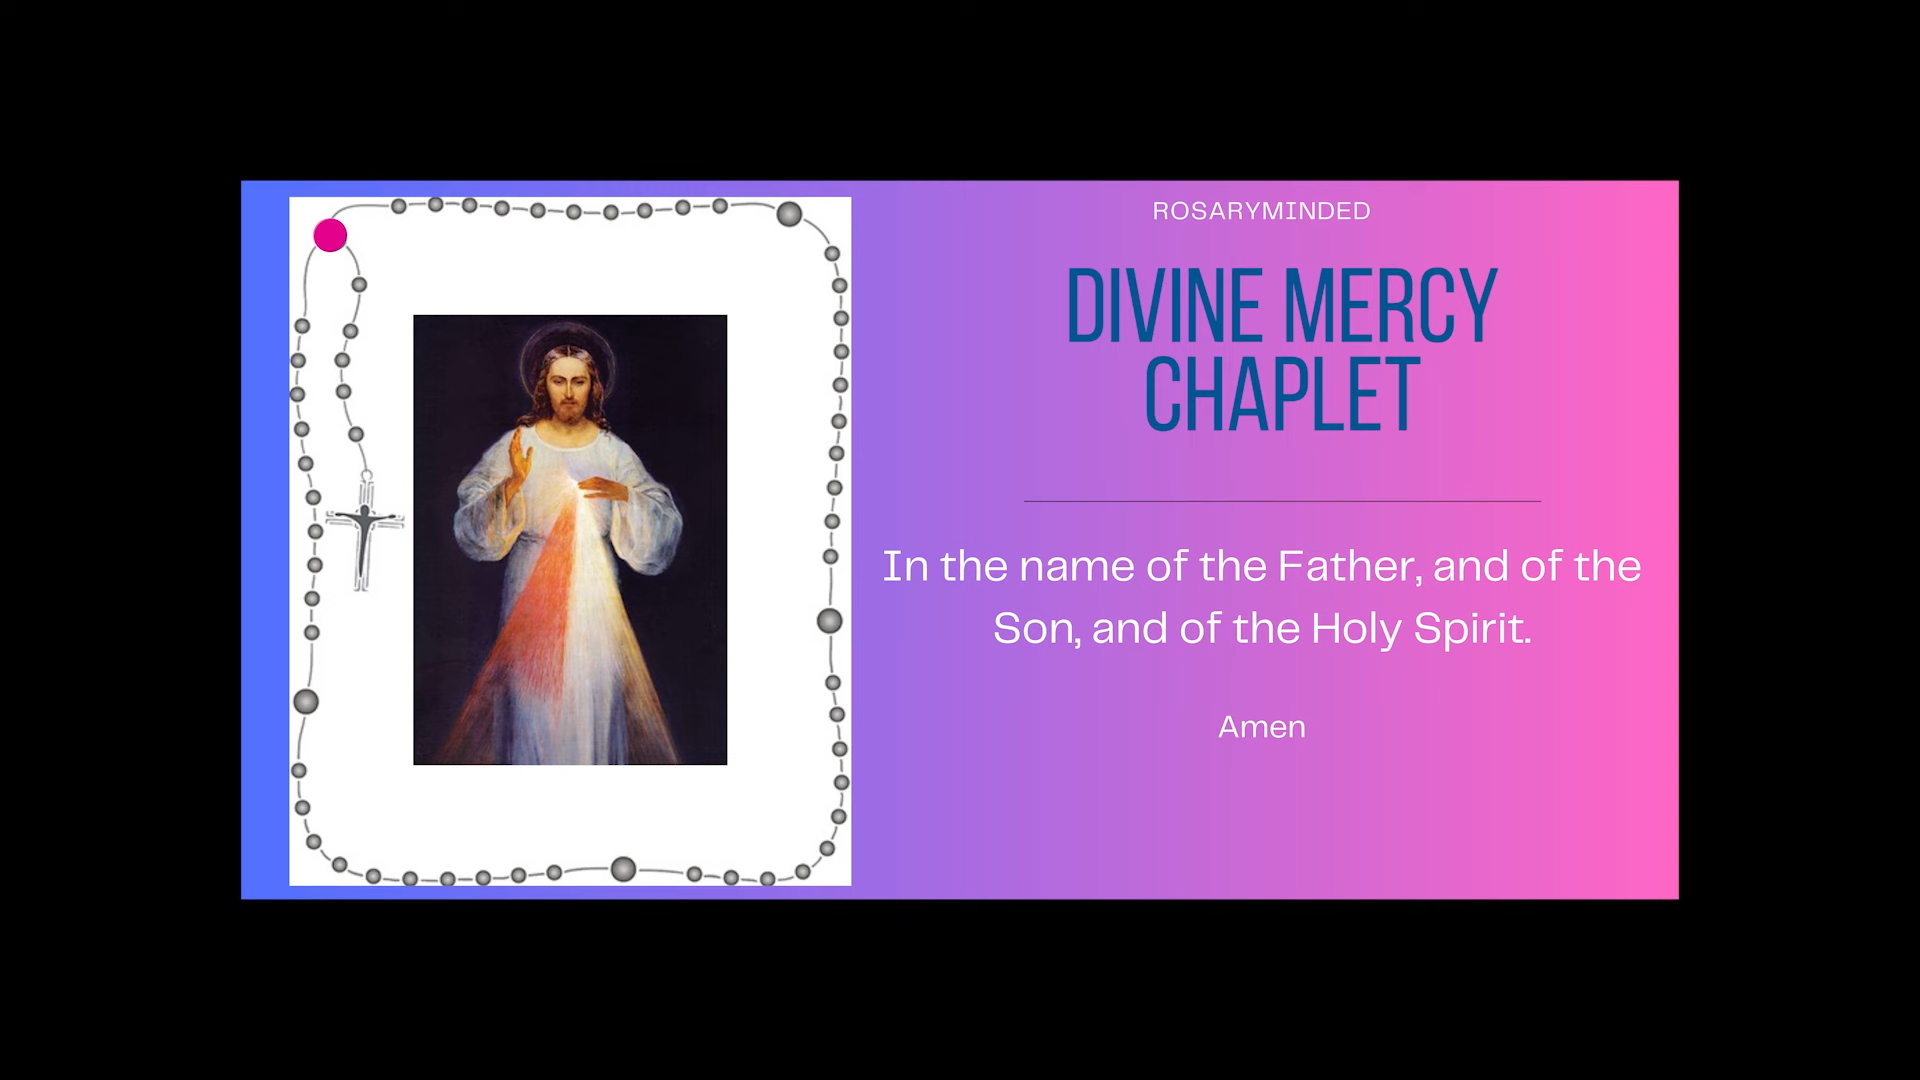 ROSARYMINDED
DIVINE MERCY
CHAPLET
In the name of the Father, and of the
Son, and of the Holy Spirit.
Amen